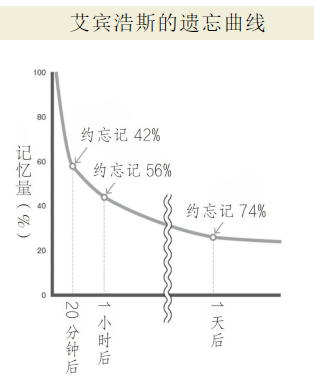 艾宾浩斯的遗忘曲线
100
80
60
40
20
0
记忆量（%）
约忘记 42%
约忘记 56%
约忘记 74%
20分钟后
1小时后
1天后